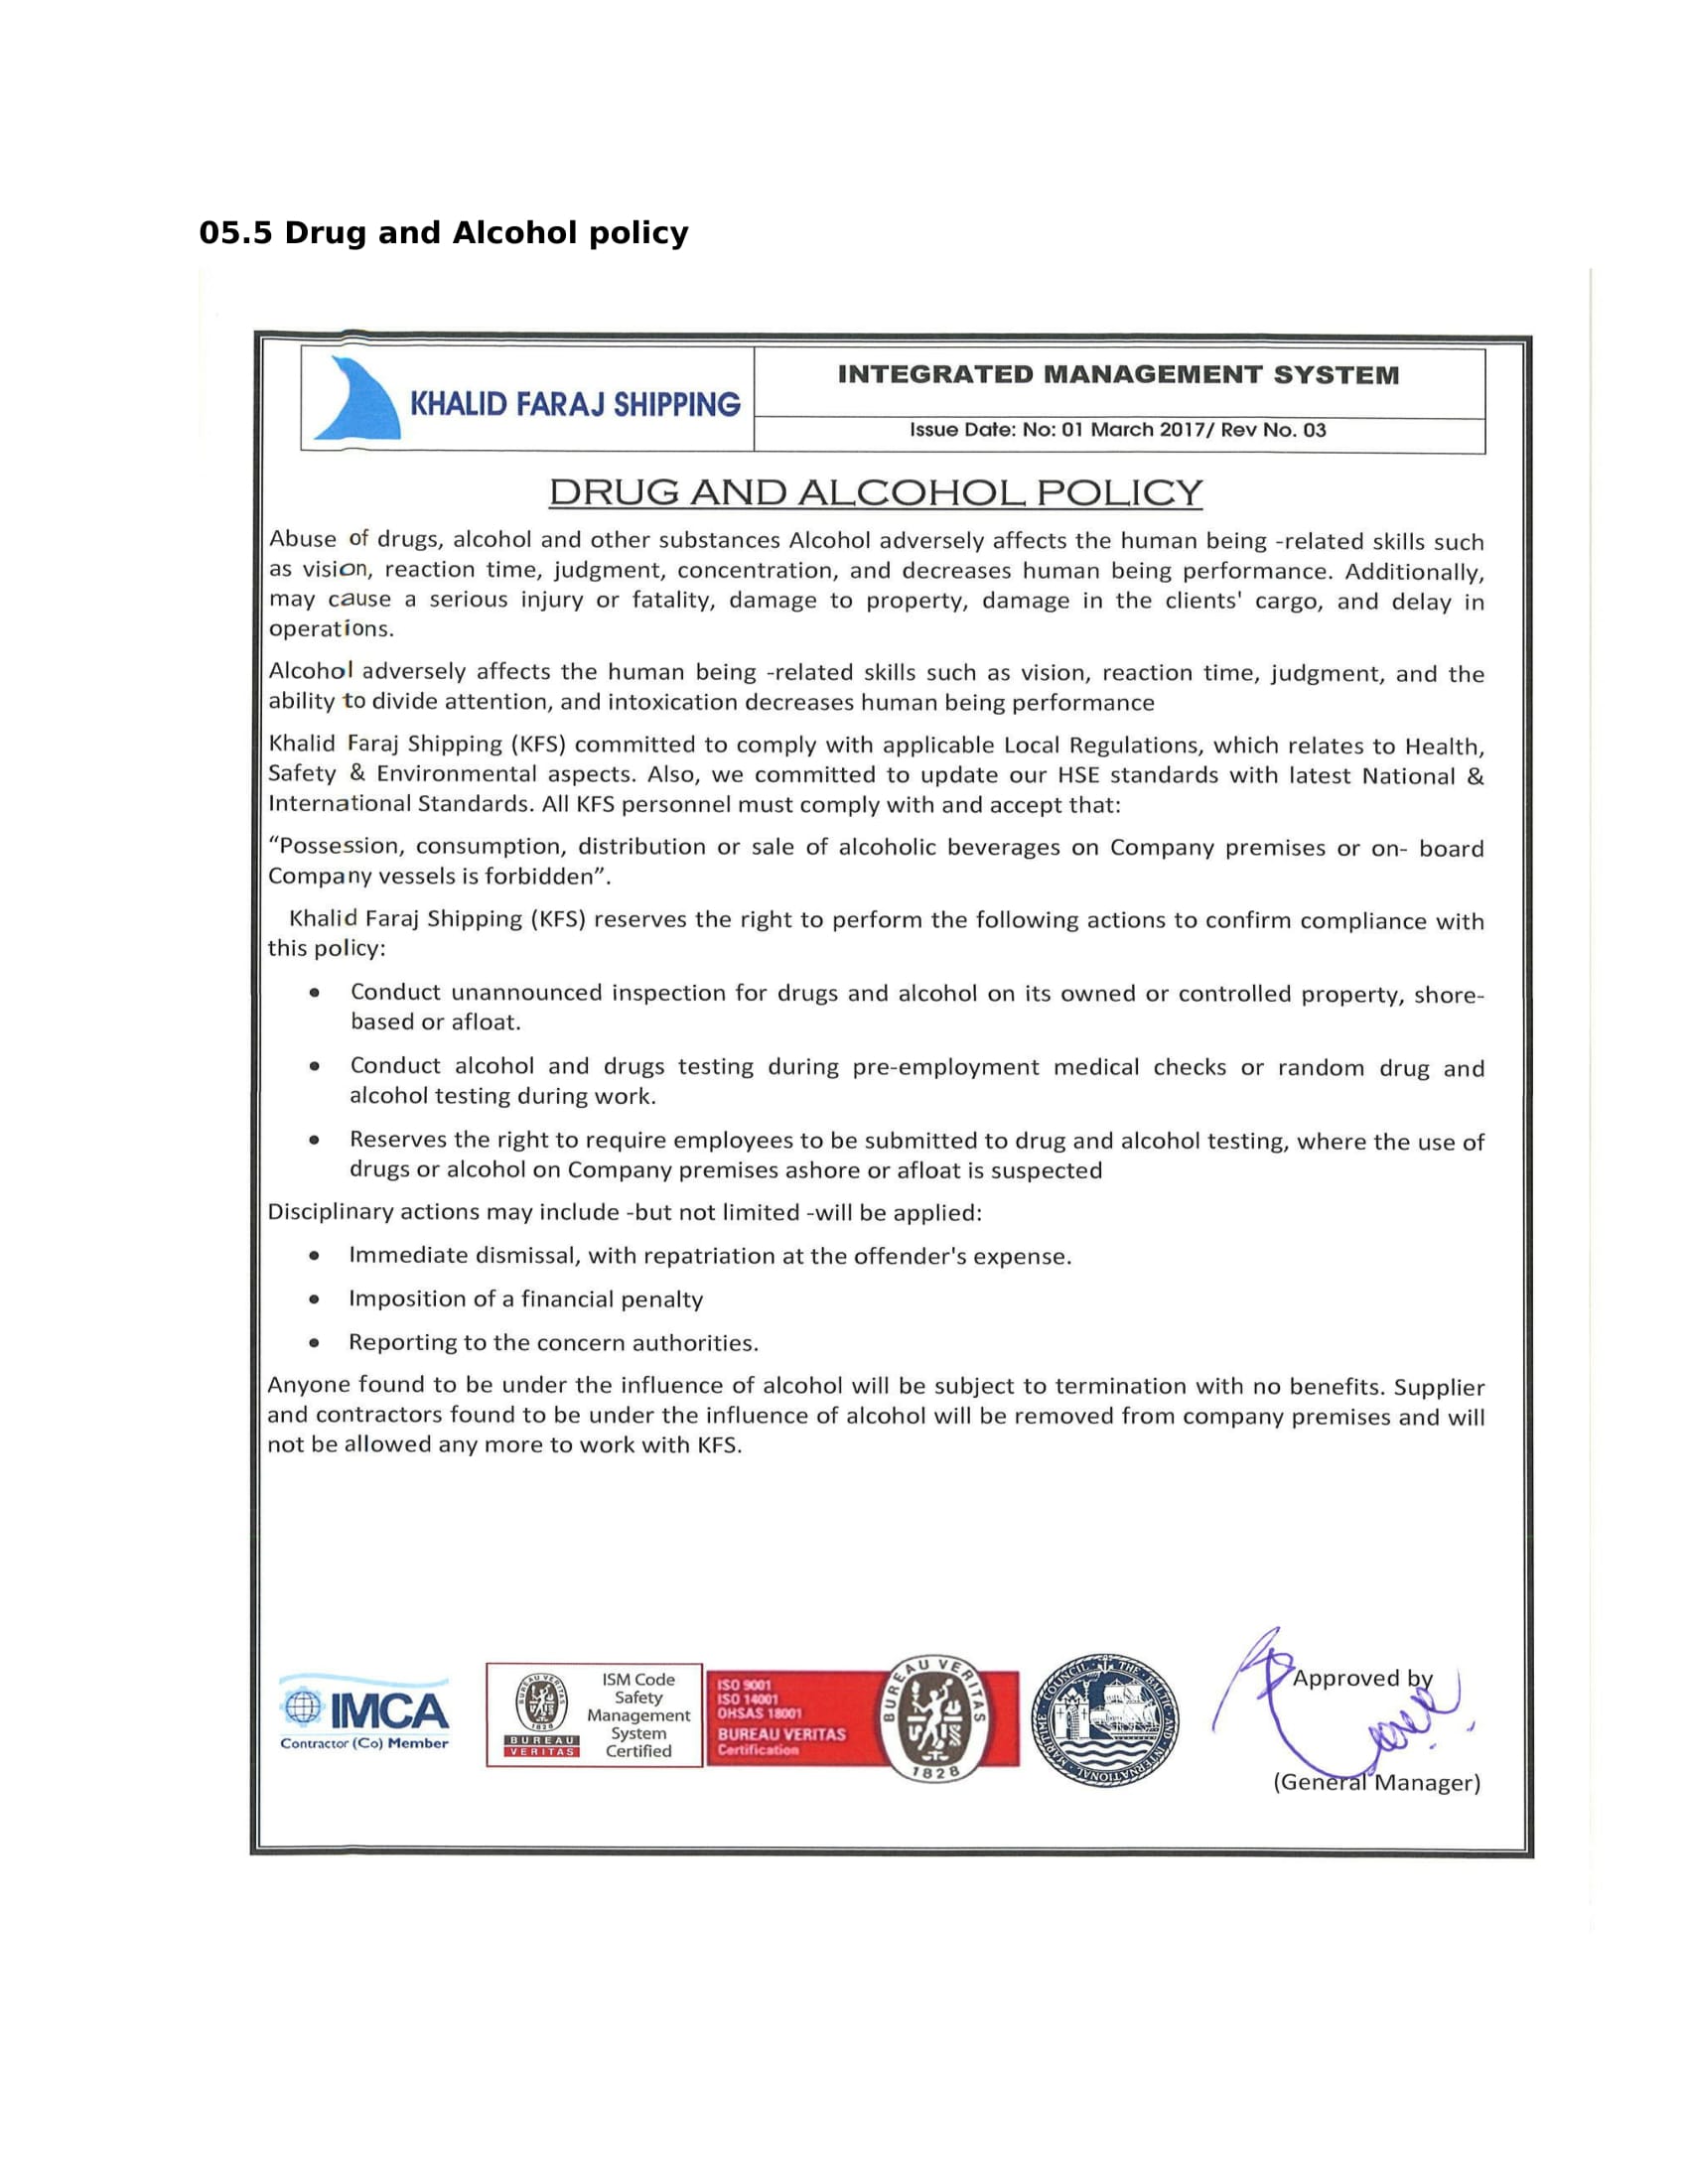 05.5 Drug and Alcohol policy
KHALID FARAJ SHIPPING
INTEGRATED MANAGEMENT SYSTEM
Issue Date: No: 01 March 2017/ Rev No. 03
DRUG AND ALCOHOL POLICY
Abuse of drugs, alcohol and other substances Alcohol adversely affects the human being -related skills such
as vision, reaction time, judgment, concentration, and decreases human being performance. Additionally,
may cause a serious injury or fatality, damage to property, damage in the clients' cargo, and delay in
operations.
Alcohol adversely affects the human being -related skills such as vision, reaction time, judgment, and the
ability to divide attention, and intoxication decreases human being performance
Khalid Faraj Shipping (KFS) committed to comply with applicable Local Regulations, which relates to Health,
Safety & Environmental aspects. Also, we committed to update our HSE standards with latest National &
International Standards. All KFS personnel must comply with and accept that:
“Possession, consumption, distribution or sale of alcoholic beverages on Company premises or on- board
Company vessels is forbidden”.
Khalid Faraj Shipping (KFS) reserves the right to perform the following actions to confirm compliance with
this policy:
• Conduct unannounced inspection for drugs and alcohol on its owned or controlled property, shore-
based or afloat.
• Conduct alcohol and drugs testing during pre-employment medical checks or random drug and
alcohol testing during work.
• Reserves the right to require employees to be submitted to drug and alcohol testing, where the use of
drugs or alcohol on Company premises ashore or afloat is suspected
Disciplinary actions may include -but not limited -will be applied:
• Immediate dismissal, with repatriation at the offender's expense.
• Imposition of a financial penalty
• Reporting to the concern authorities.
Anyone found to be under the influence of alcohol will be subject to termination with no benefits. Supplier
and contractors found to be under the influence of alcohol will be removed from company premises and will
not be allowed any more to work with KFS.
IMCA
Contractor (Co) Member
BUREAU VERITAS
1828
BUREAU
VERITAS
ISM Code
Safety
Management
System
Certified
ISO 9001
ISO 14001
OHSAS 18001
BUREAU VERITAS
Certification
BUREAU VERITAS
1828
THE · BALTIC · AND · INTERNATIONAL · MARITIME · COUNCIL
Approved by
(General Manager)